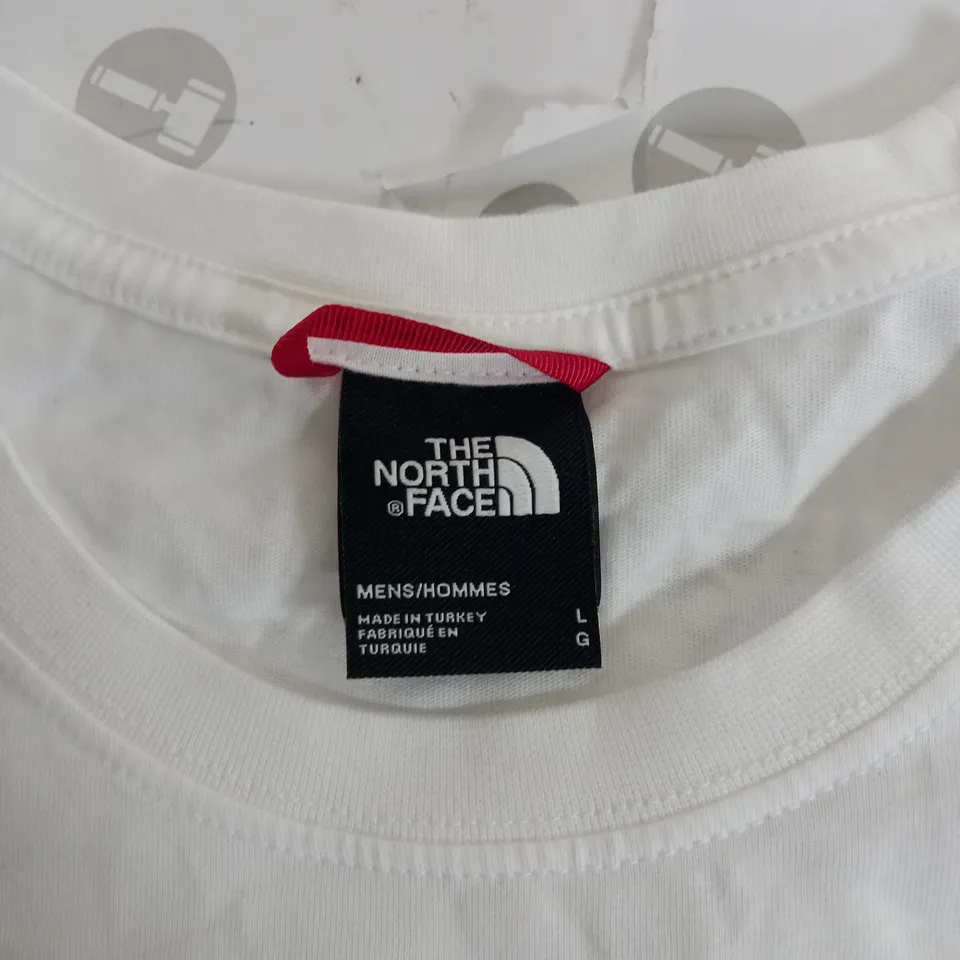 THE
NORTH
® FACE
MENS/HOMMES
MADE IN TURKEY
FABRIQUÉ EN
TURQUIE
L
G